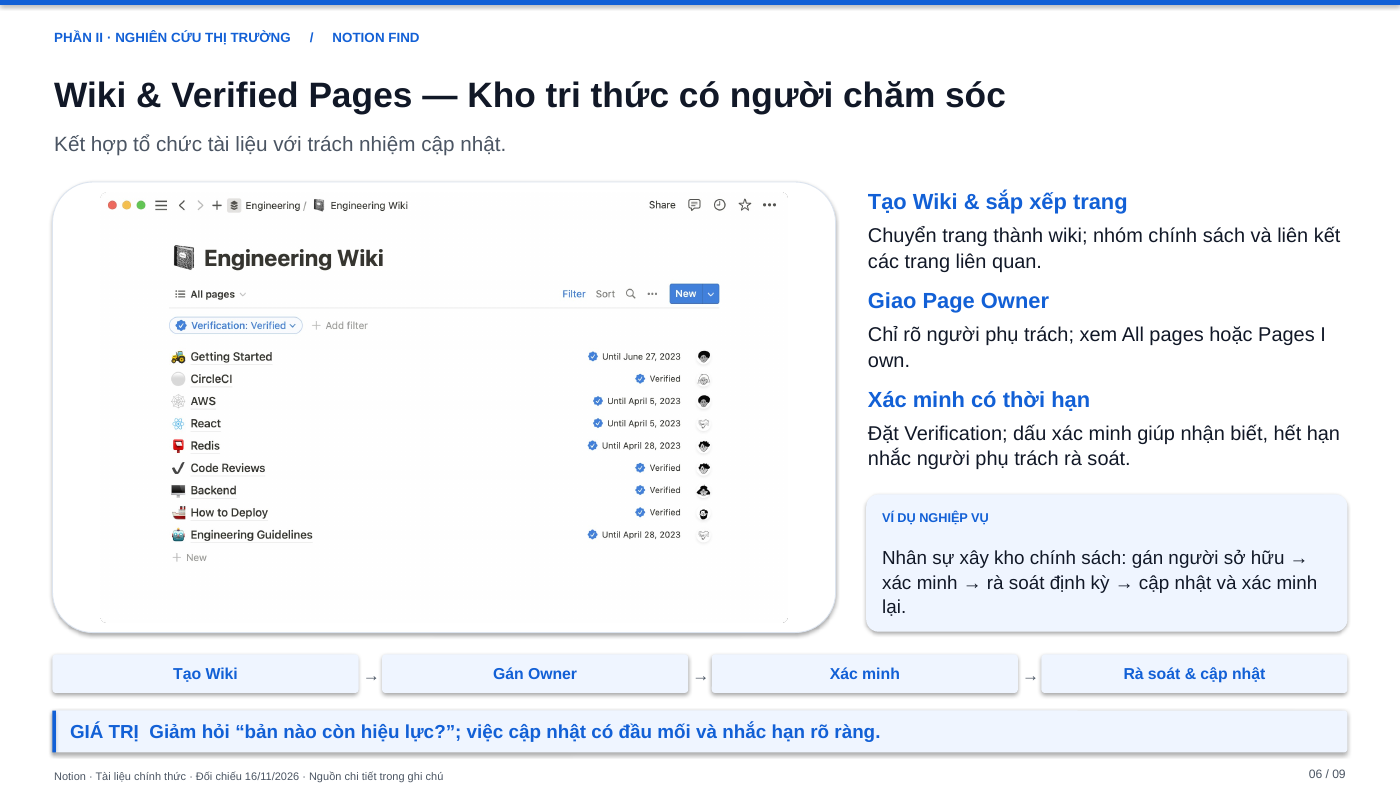 PHẦN II · NGHIÊN CỨU THỊ TRƯỜNG / NOTION FIND
Wiki & Verified Pages — Kho tri thức có người chăm sóc
Kết hợp tổ chức tài liệu với trách nhiệm cập nhật.
Engineering / Engineering Wiki Share
Engineering Wiki
All pages Filter Sort New
Verification: Verified + Add filter
Getting Started Until June 27, 2023
CircleCI Verified
AWS Until April 5, 2023
React Until April 5, 2023
Redis Until April 28, 2023
Code Reviews Verified
Backend Verified
How to Deploy Verified
Engineering Guidelines Until April 28, 2023
+ New
Tạo Wiki & sắp xếp trang
Chuyển trang thành wiki; nhóm chính sách và liên kết
các trang liên quan.
Giao Page Owner
Chỉ rõ người phụ trách; xem All pages hoặc Pages I
own.
Xác minh có thời hạn
Đặt Verification; dấu xác minh giúp nhận biết, hết hạn
nhắc người phụ trách rà soát.
VÍ DỤ NGHIỆP VỤ
Nhân sự xây kho chính sách: gán người sở hữu →
xác minh → rà soát định kỳ → cập nhật và xác minh
lại.
Tạo Wiki → Gán Owner → Xác minh → Rà soát & cập nhật
GIÁ TRỊ Giảm hỏi “bản nào còn hiệu lực?”; việc cập nhật có đầu mối và nhắc hạn rõ ràng.
Notion · Tài liệu chính thức · Đối chiếu 16/11/2026 · Nguồn chi tiết trong ghi chú
06 / 09